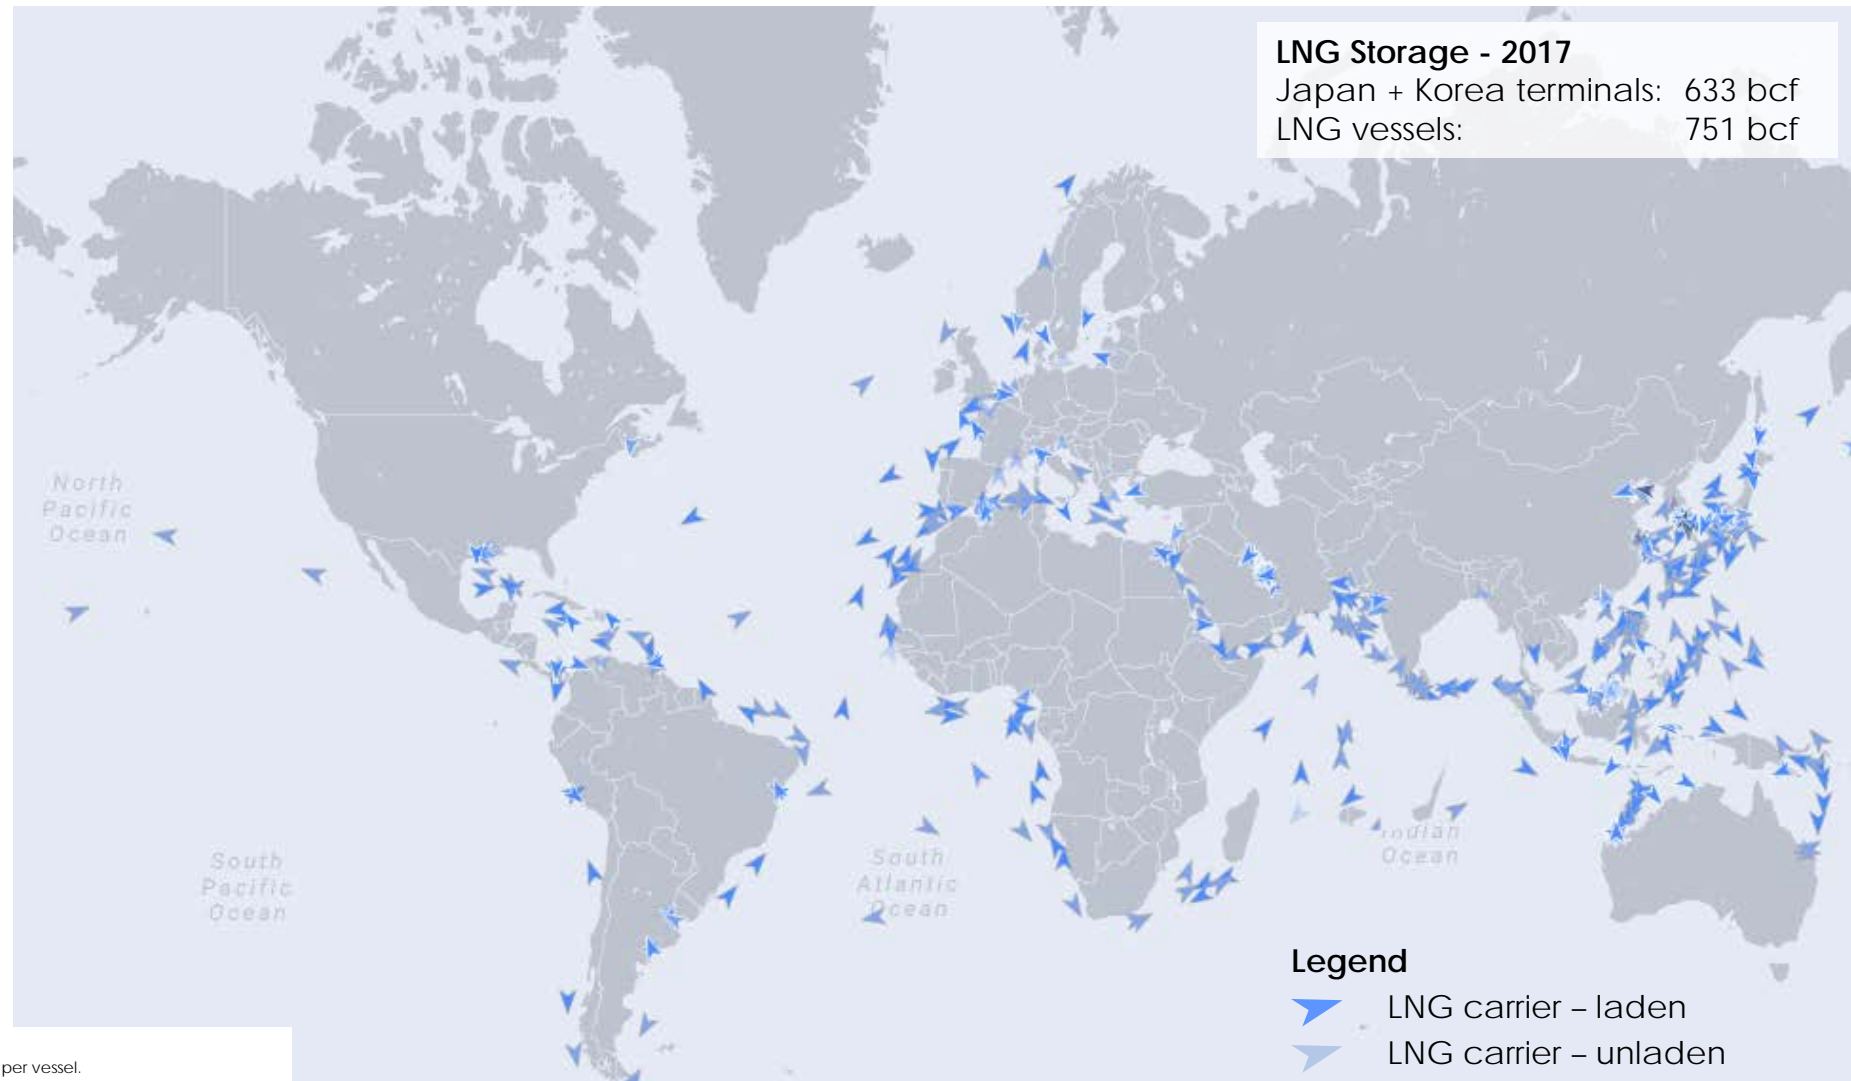 LNG Storage - 2017
Japan + Korea terminals: 633 bcf
LNG vessels: 751 bcf
North
Pacific
Ocean
South
Pacific
Ocean
South
Atlantic
Ocean
Indian
Ocean
Legend
LNG carrier – laden
LNG carrier – unladen
per vessel.